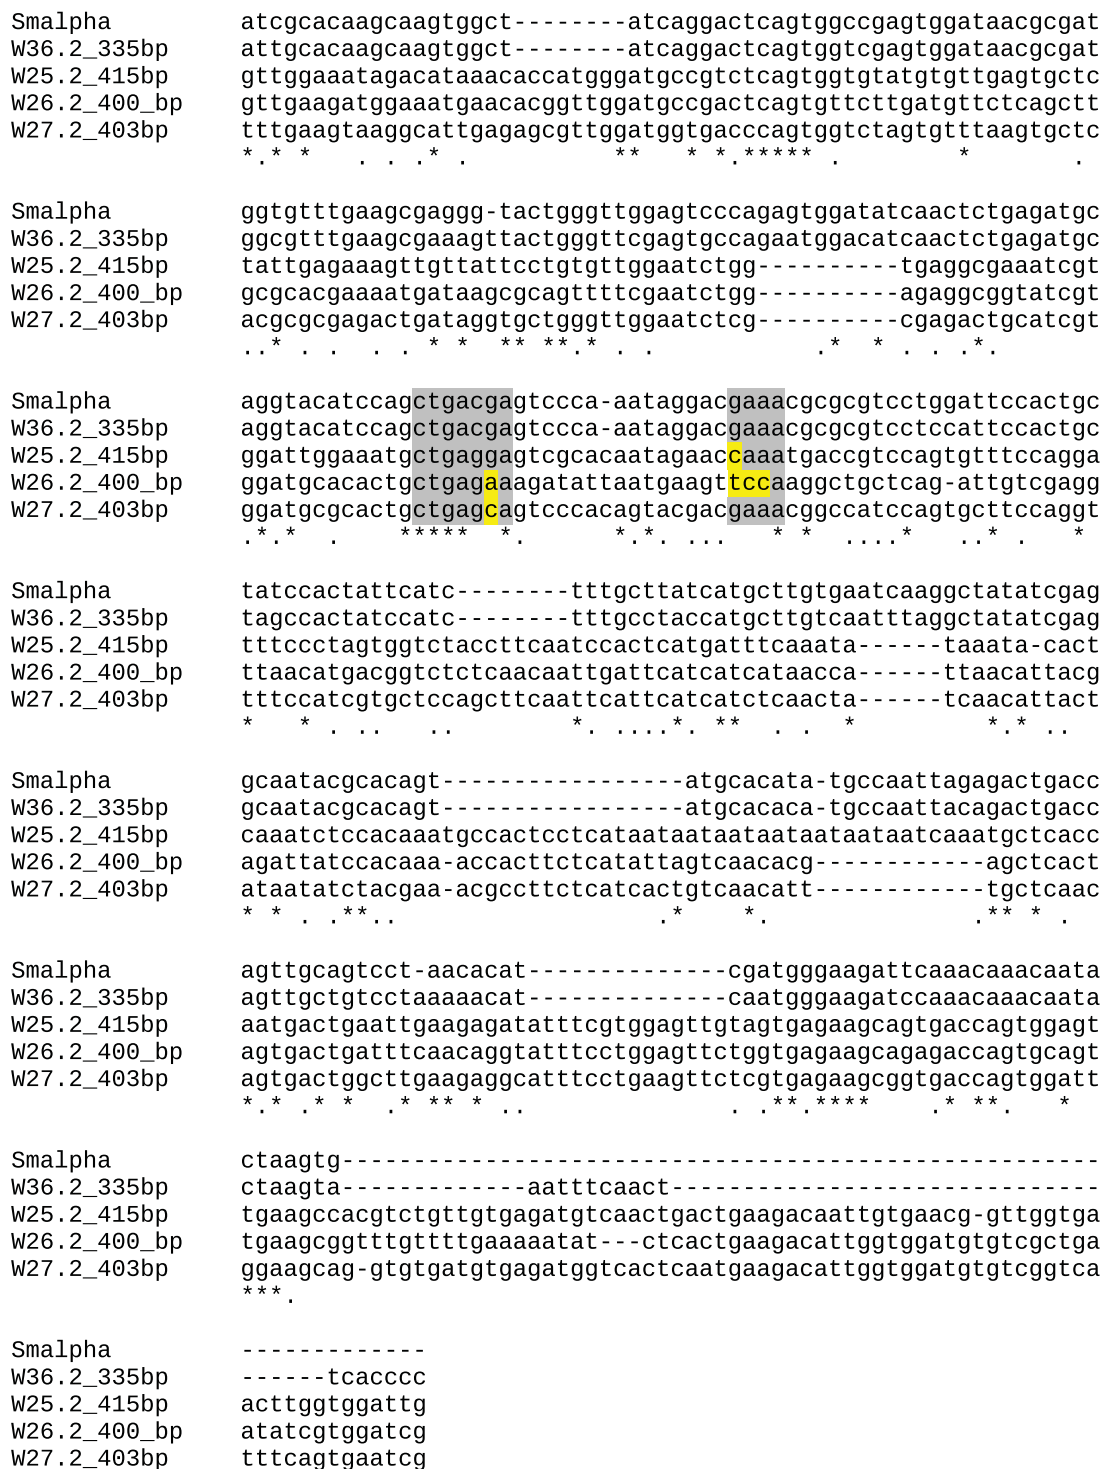 Smalpha         atcgcacaagcaagtggct--------atcaggactcagtggccgagtggataacgcgat
W36.2_335bp     attgcacaagcaagtggct--------atcaggactcagtggtcgagtggataacgcgat
W25.2_415bp     gttggaaatagacataaacaccatgggatgccgtctcagtggtgtatgtgttgagtgctc
W26.2_400_bp    gttgaagatggaaatgaacacggttggatgccgactcagtgttcttgatgttctcagctt
W27.2_403bp     tttgaagtaaggcattgagagcgttggatggtgacccagtggtctagtgtttaagtgctc
                *.* *   . . .* .          **   * *.***** .        *       .
Smalpha         ggtgtttgaagcgaggg-tactgggttggagtcccagagtggatatcaactctgagatgc
W36.2_335bp     ggcgtttgaagcgaaagttactgggttcgagtgccagaatggacatcaactctgagatgc
W25.2_415bp     tattgagaaagttgttattcctgtgttggaatctgg----------tgaggcgaaatcgt
W26.2_400_bp    gcgcacgaaaatgataagcgcagttttcgaatctgg----------agaggcggtatcgt
W27.2_403bp     acgcgcgagactgataggtgctgggttggaatctcg----------cgagactgcatcgt
                ..* . .  . . * *  ** **.* . .           .*  * . . .*.
Smalpha         aggtacatccagctgacgagtccca-aataggacgaaacgcgcgtcctggattccactgc
W36.2_335bp     aggtacatccagctgacgagtccca-aataggacgaaacgcgcgtcctccattccactgc
W25.2_415bp     ggattggaaatgctgaggagtcgcacaatagaaccaaatgaccgtccagtgtttccagga
W26.2_400_bp    ggatgcacactgctgagaaagatattaatgaagttccaaggctgctcag-attgtcgagg
W27.2_403bp     ggatgcgcactgctgagcagtcccacagtacgacgaaacggccatccagtgcttccaggt
                .*.*  .    *****  *.      *.*. ...   * *  ....*   ..* .   *
Smalpha         tatccactattcatc--------tttgcttatcatgcttgtgaatcaaggctatatcgag
W36.2_335bp     tagccactatccatc--------tttgcctaccatgcttgtcaatttaggctatatcgag
W25.2_415bp     tttccctagtggtctaccttcaatccactcatgatttcaaata------taaata-cact
W26.2_400_bp    ttaacatgacggtctctcaacaattgattcatcatcataacca------ttaacattacg
W27.2_403bp     tttccatcgtgctccagcttcaattcattcatcatctcaacta------tcaacattact
                *   * . ..   ..        *. ....*. **  . .  *         *.* ..
Smalpha         gcaatacgcacagt-----------------atgcacata-tgccaattagagactgacc
W36.2_335bp     gcaatacgcacagt-----------------atgcacaca-tgccaattacagactgacc
W25.2_415bp     caaatctccacaaatgccactcctcataataataataataataataatcaaatgctcacc
W26.2_400_bp    agattatccacaaa-accacttctcatattagtcaacacg------------agctcact
W27.2_403bp     ataatatctacgaa-acgccttctcatcactgtcaacatt------------tgctcaac
                * * . .**..                   .*    *.               .** * .
Smalpha         agttgcagtcct-aacacat--------------cgatgggaagattcaaacaaacaata
W36.2_335bp     agttgctgtcctaaaaacat--------------caatgggaagatccaaacaaacaata
W25.2_415bp     aatgactgaattgaagagatatttcgtggagttgtagtgagaagcagtgaccagtggagt
W26.2_400_bp    agtgactgatttcaacaggtatttcctggagttctggtgagaagcagagaccagtgcagt
W27.2_403bp     agtgactggcttgaagaggcatttcctgaagttctcgtgagaagcggtgaccagtggatt
                *.* .* *  .* ** * ..               . .**.****    .* **.   *
Smalpha         ctaagtg-----------------------------------------------------
W36.2_335bp     ctaagta-------------aatttcaact------------------------------
W25.2_415bp     tgaagccacgtctgttgtgagatgtcaactgactgaagacaattgtgaacg-gttggtga
W26.2_400_bp    tgaagcggtttgttttgaaaaatat---ctcactgaagacattggtggatgtgtcgctga
W27.2_403bp     ggaagcag-gtgtgatgtgagatggtcactcaatgaagacattggtggatgtgtcggtca
                ***.
Smalpha         -------------
W36.2_335bp     ------tcacccc
W25.2_415bp     acttggtggattg
W26.2_400_bp    atatcgtggatcg
W27.2_403bp     tttcagtgaatcg